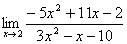 lim x→2 (−5x² + 11x − 2)/(3x² − x − 10)